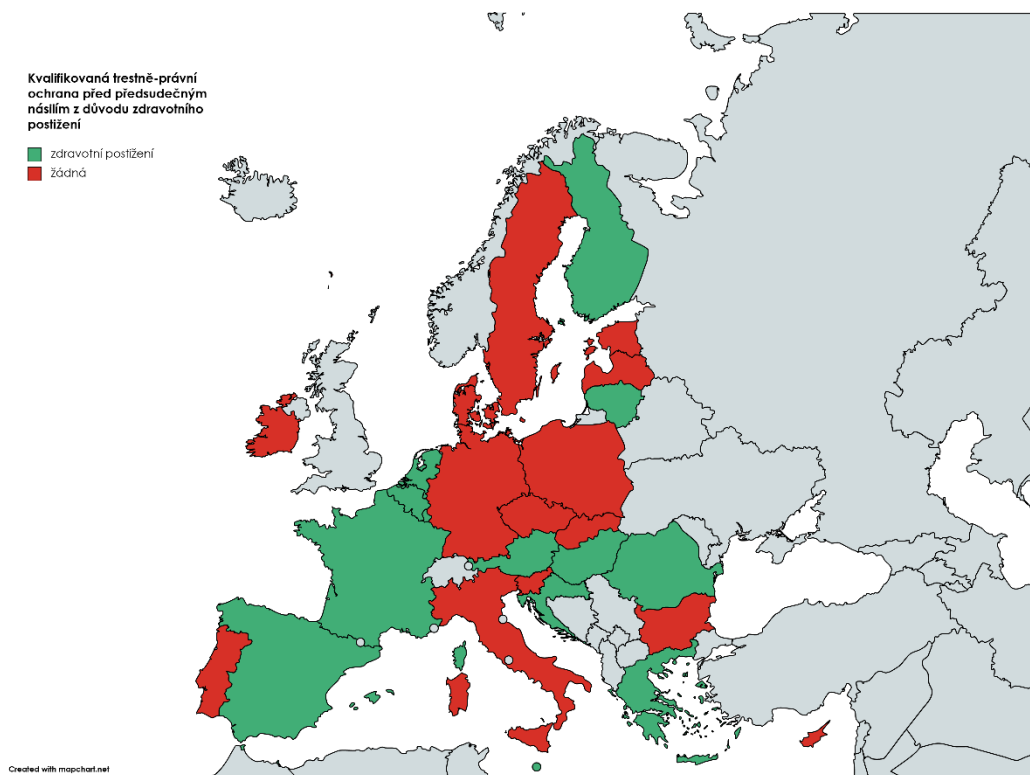 Kvalifikovaná trestně-právní
ochrana před předsudečným
násilím z důvodu zdravotního
postižení
zdravotní postižení
žádná
Created with mapchart.net